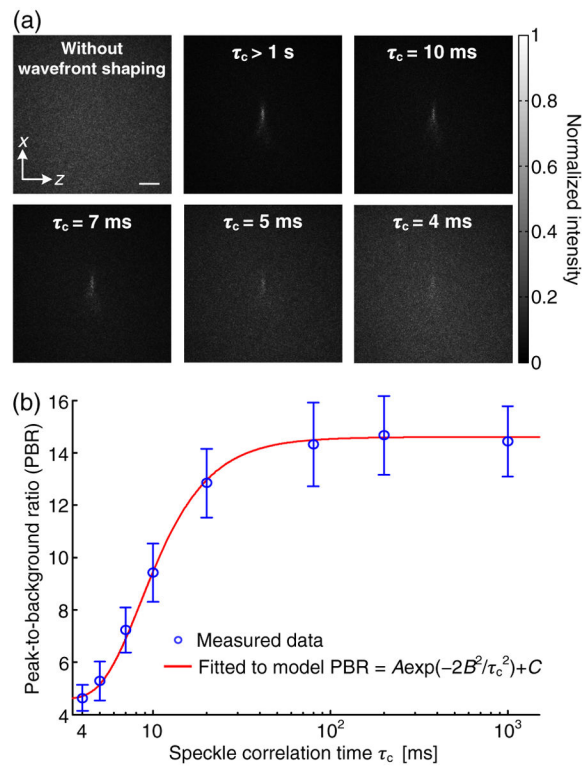 (a)
Without
wavefront shaping
τc > 1 s
τc = 10 ms
x
z
τc = 7 ms
τc = 5 ms
τc = 4 ms
1
0.8
0.6
0.4
0.2
0
Normalized intensity
(b)
Peak-to-background ratio (PBR)
16
14
12
10
8
6
4
Measured data
Fitted to model PBR = Aexp(−2B²/τc²)+C
4 10 10² 10³
Speckle correlation time τc [ms]